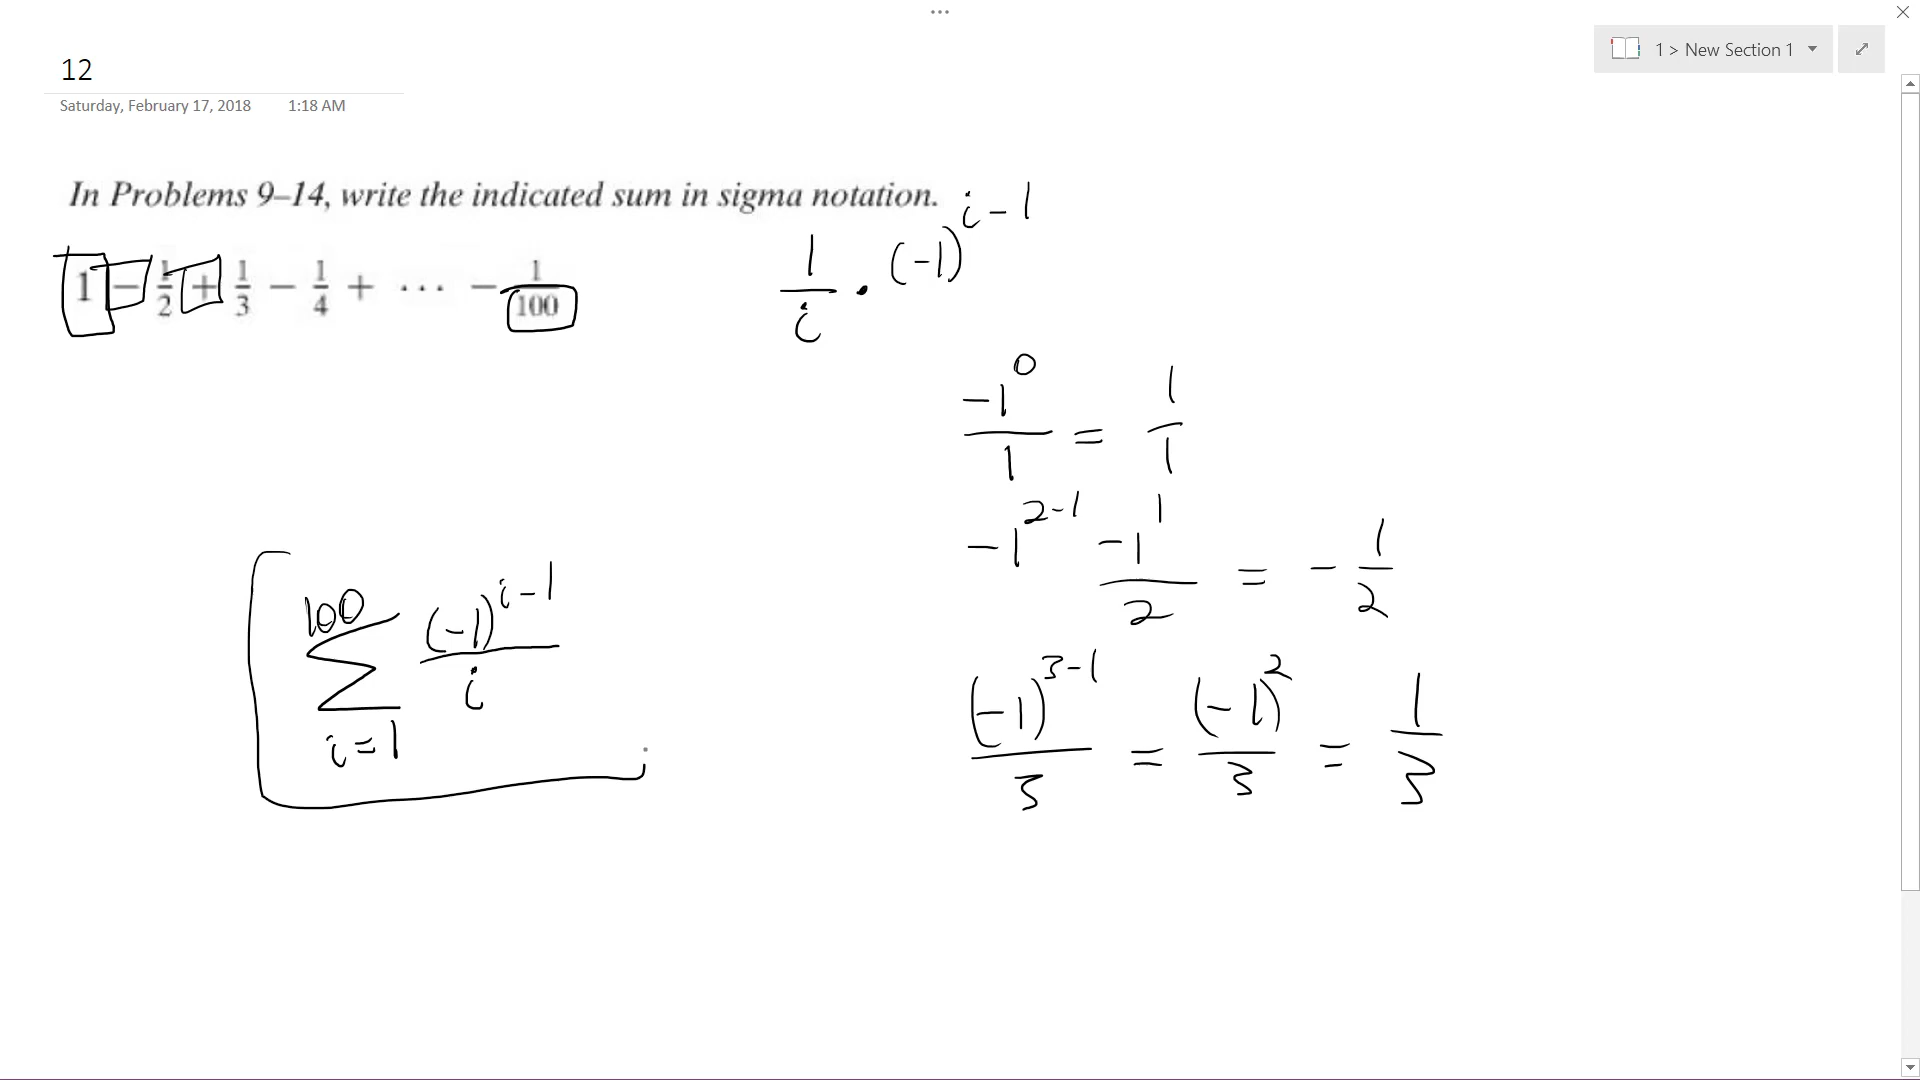 ...
1 > New Section 1
12
Saturday, February 17, 2018 1:18 AM
In Problems 9–14, write the indicated sum in sigma notation.
1 − 1/2 + 1/3 − 1/4 + ··· − 1/100
1/i · (-1)^(i-1)
-1^0/1 = 1/1
-1^(2-1) -1^1/2 = -1/2
(-1)^(3-1)/3 = (-1)^2/3 = 1/3
100
∑ (-1)^(i-1)/i
i=1